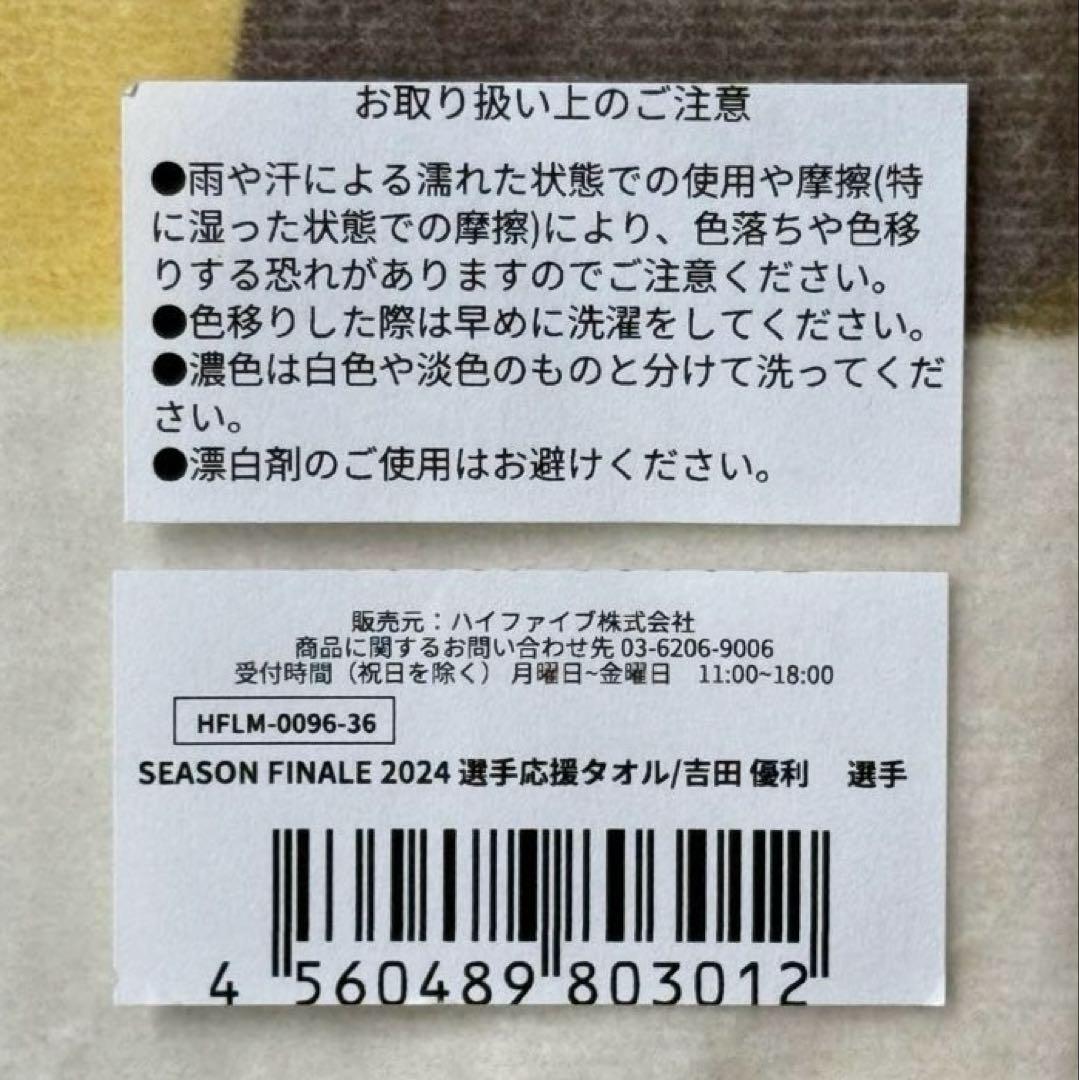 お取り扱い上のご注意
●雨や汗による濡れた状態での使用や摩擦(特
に湿った状態での摩擦)により、色落ちや色移
りする恐れがありますのでご注意ください。
●色移りした際は早めに洗濯をしてください。
●濃色は白色や淡色のものと分けて洗ってくだ
さい。
●漂白剤のご使用はお避けください。
販売元：ハイファイブ株式会社
商品に関するお問い合わせ先 03-6206-9006
受付時間（祝日を除く） 月曜日~金曜日　11:00~18:00
HFLM-0096-36
SEASON FINALE 2024 選手応援タオル/吉田 優利　選手
4 560489 803012